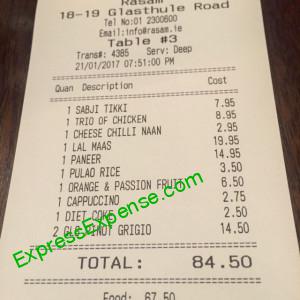 Rasam
18-19 Glasthule Road
Tel No:01 2300600
Email:info@rasam.ie
Table #3
Trans#: 4385 Serv: Deep
21/01/2017 07:51:00 PM
Quan Description Cost
1 SABJI TIKKI 7.95
1 TRIO OF CHICKEN 8.95
1 CHEESE CHILLI NAAN 2.95
1 LAL MAAS 19.95
1 PANEER 14.95
1 PULAO RICE 3.50
1 ORANGE & PASSION FRUIT 6.50
1 CAPPUCCINO 2.75
1 DIET COKE 2.50
2 GLS PINOT GRIGIO 14.50
TOTAL: 84.50
Food: 67.50
ExpressExpense.com